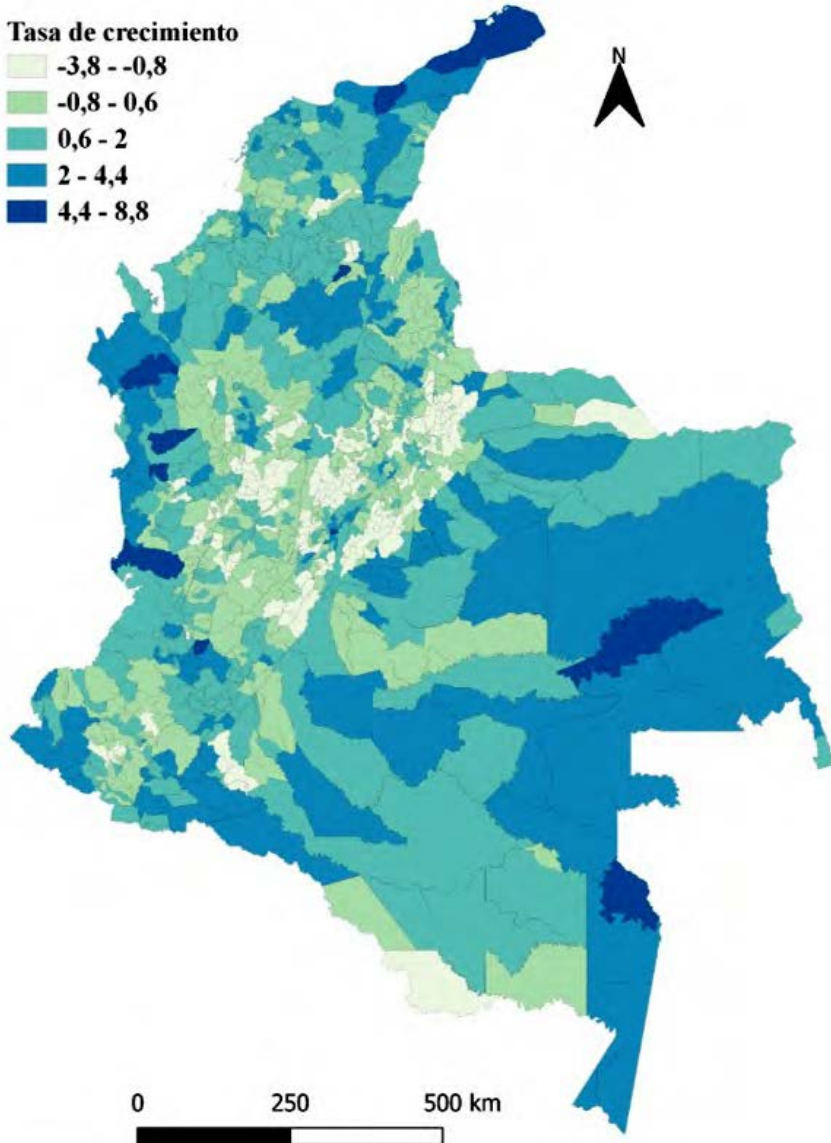 Tasa de crecimiento
-3,8 - -0,8
-0,8 - 0,6
0,6 - 2
2 - 4,4
4,4 - 8,8
N
0 250 500 km